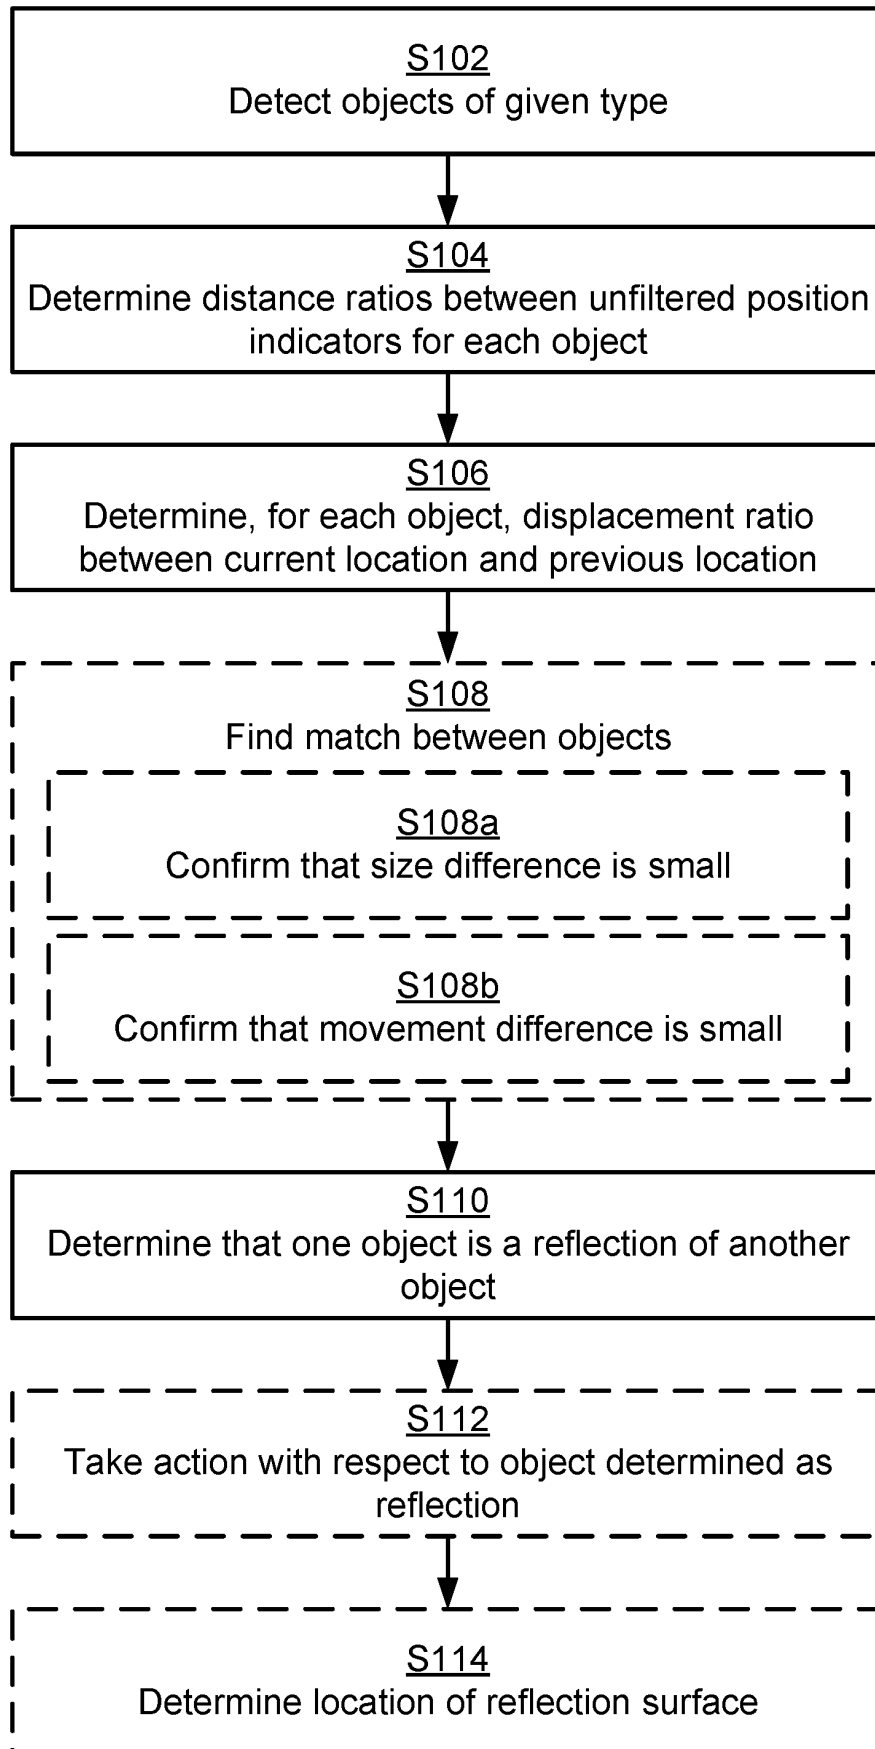 S102
Detect objects of given type
S104
Determine distance ratios between unfiltered position
indicators for each object
S106
Determine, for each object, displacement ratio
between current location and previous location
S108
Find match between objects
S108a
Confirm that size difference is small
S108b
Confirm that movement difference is small
S110
Determine that one object is a reflection of another
object
S112
Take action with respect to object determined as
reflection
S114
Determine location of reflection surface